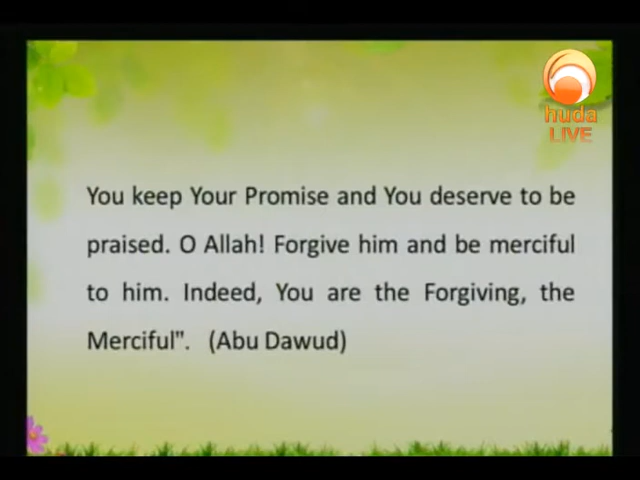 huda
LIVE
You keep Your Promise and You deserve to be
praised. O Allah! Forgive him and be merciful
to him. Indeed, You are the Forgiving, the
Merciful". (Abu Dawud)